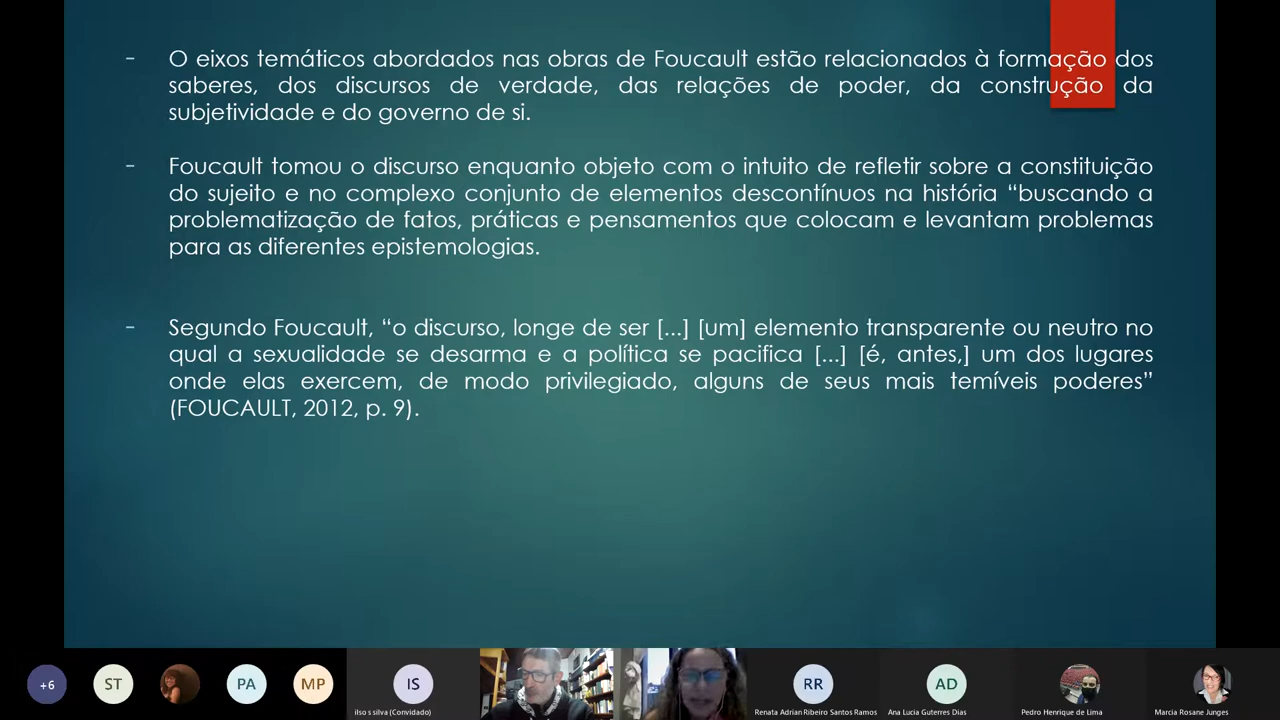 - O eixos temáticos abordados nas obras de Foucault estão relacionados à formação dos
saberes, dos discursos de verdade, das relações de poder, da construção da
subjetividade e do governo de si.
- Foucault tomou o discurso enquanto objeto com o intuito de refletir sobre a constituição
do sujeito e no complexo conjunto de elementos descontínuos na história “buscando a
problematização de fatos, práticas e pensamentos que colocam e levantam problemas
para as diferentes epistemologias.
- Segundo Foucault, “o discurso, longe de ser [...] [um] elemento transparente ou neutro no
qual a sexualidade se desarma e a política se pacifica [...] [é, antes,] um dos lugares
onde elas exercem, de modo privilegiado, alguns de seus mais temíveis poderes”
(FOUCAULT, 2012, p. 9).
+6 ST PA MP IS RR AD
ilso s silva (Convidado) Renata Adrian Ribeiro Santos Ramos Ana Lucia Guterres Dias Pedro Henrique de Lima Marcia Rosane Junges